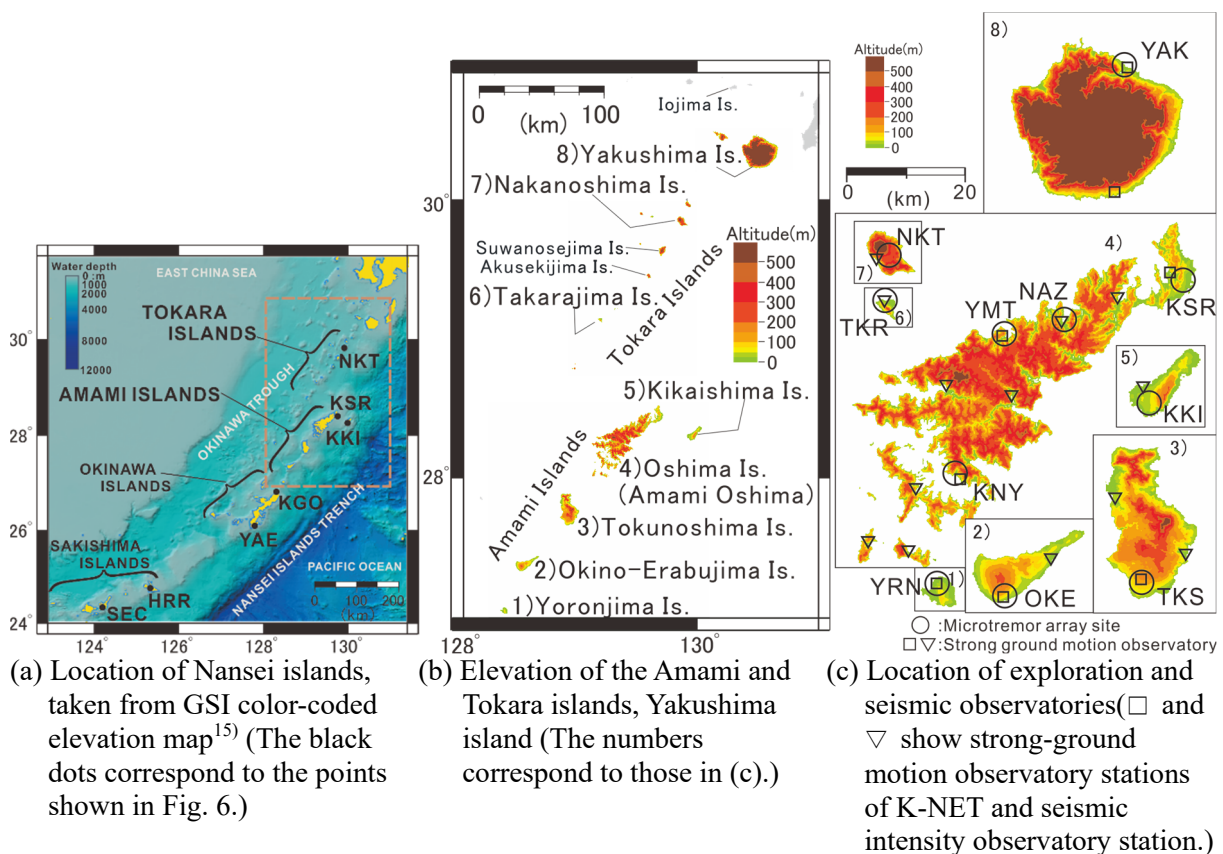 Water depth
0 :m
1000
2000
4000
8000
12000
EAST CHINA SEA
TOKARA
ISLANDS
NKT
AMAMI ISLANDS
KSR
KKI
OKINAWA TROUGH
OKINAWA
ISLANDS
KGO
YAE
NANSEI ISLANDS TRENCH
SAKISHIMA
ISLANDS
PACIFIC OCEAN
0 100 200
(km)
HRR
SEC
30°
28°
26°
24°
122° 124° 126° 128° 130°
0 100
(km)
Iojima Is.
8)Yakushima Is.
7)Nakanoshima Is.
30°
Suwanosejima Is.
Akusekijima Is.
6)Takarajima Is.
Altitude(m)
500
400
300
200
100
0
Tokara Islands
5)Kikaishima Is.
28°
Amami Islands
4)Oshima Is.
(Amami Oshima)
3)Tokunoshima Is.
2)Okino-Erabujima Is.
1)Yoronjima Is.
128° 130°
Altitude(m)
500
400
300
200
100
0
0 20
(km)
8)
YAK
NKT
7)
TKR
6)
4)
YMT
NAZ
KSR
5)
KKI
KNY
3)
TKS
2)
OKE
YRN
1)
○:Microtremor array site
□▽:Strong ground motion observatory
(a) Location of Nansei islands,
taken from GSI color-coded
elevation map15) (The black
dots correspond to the points
shown in Fig. 6.)
(b) Elevation of the Amami and
Tokara islands, Yakushima
island (The numbers
correspond to those in (c).)
(c) Location of exploration and
seismic observatories(□ and
▽ show strong-ground
motion observatory stations
of K-NET and seismic
intensity observatory station.)